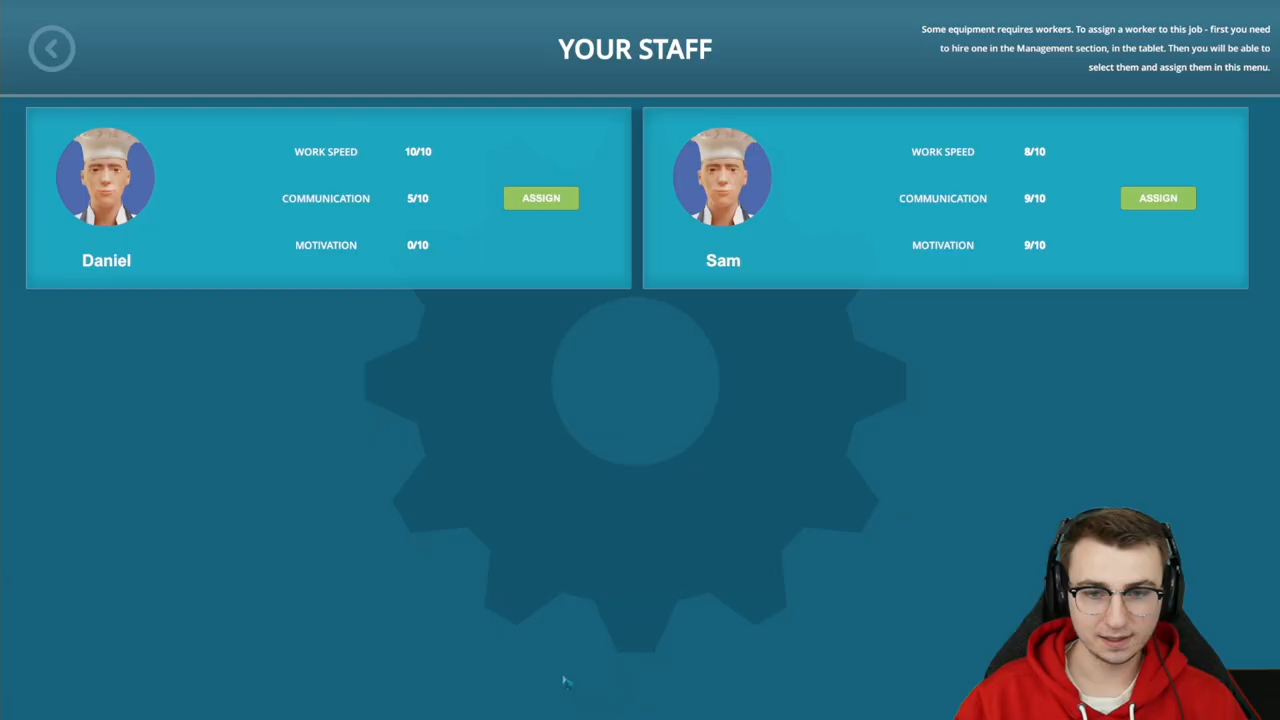 YOUR STAFF
Some equipment requires workers. To assign a worker to this job - first you need
to hire one in the Management section, in the tablet. Then you will be able to
select them and assign them in this menu.
WORK SPEED 10/10
COMMUNICATION 5/10
MOTIVATION 0/10
ASSIGN
Daniel
WORK SPEED 8/10
COMMUNICATION 9/10
MOTIVATION 9/10
ASSIGN
Sam